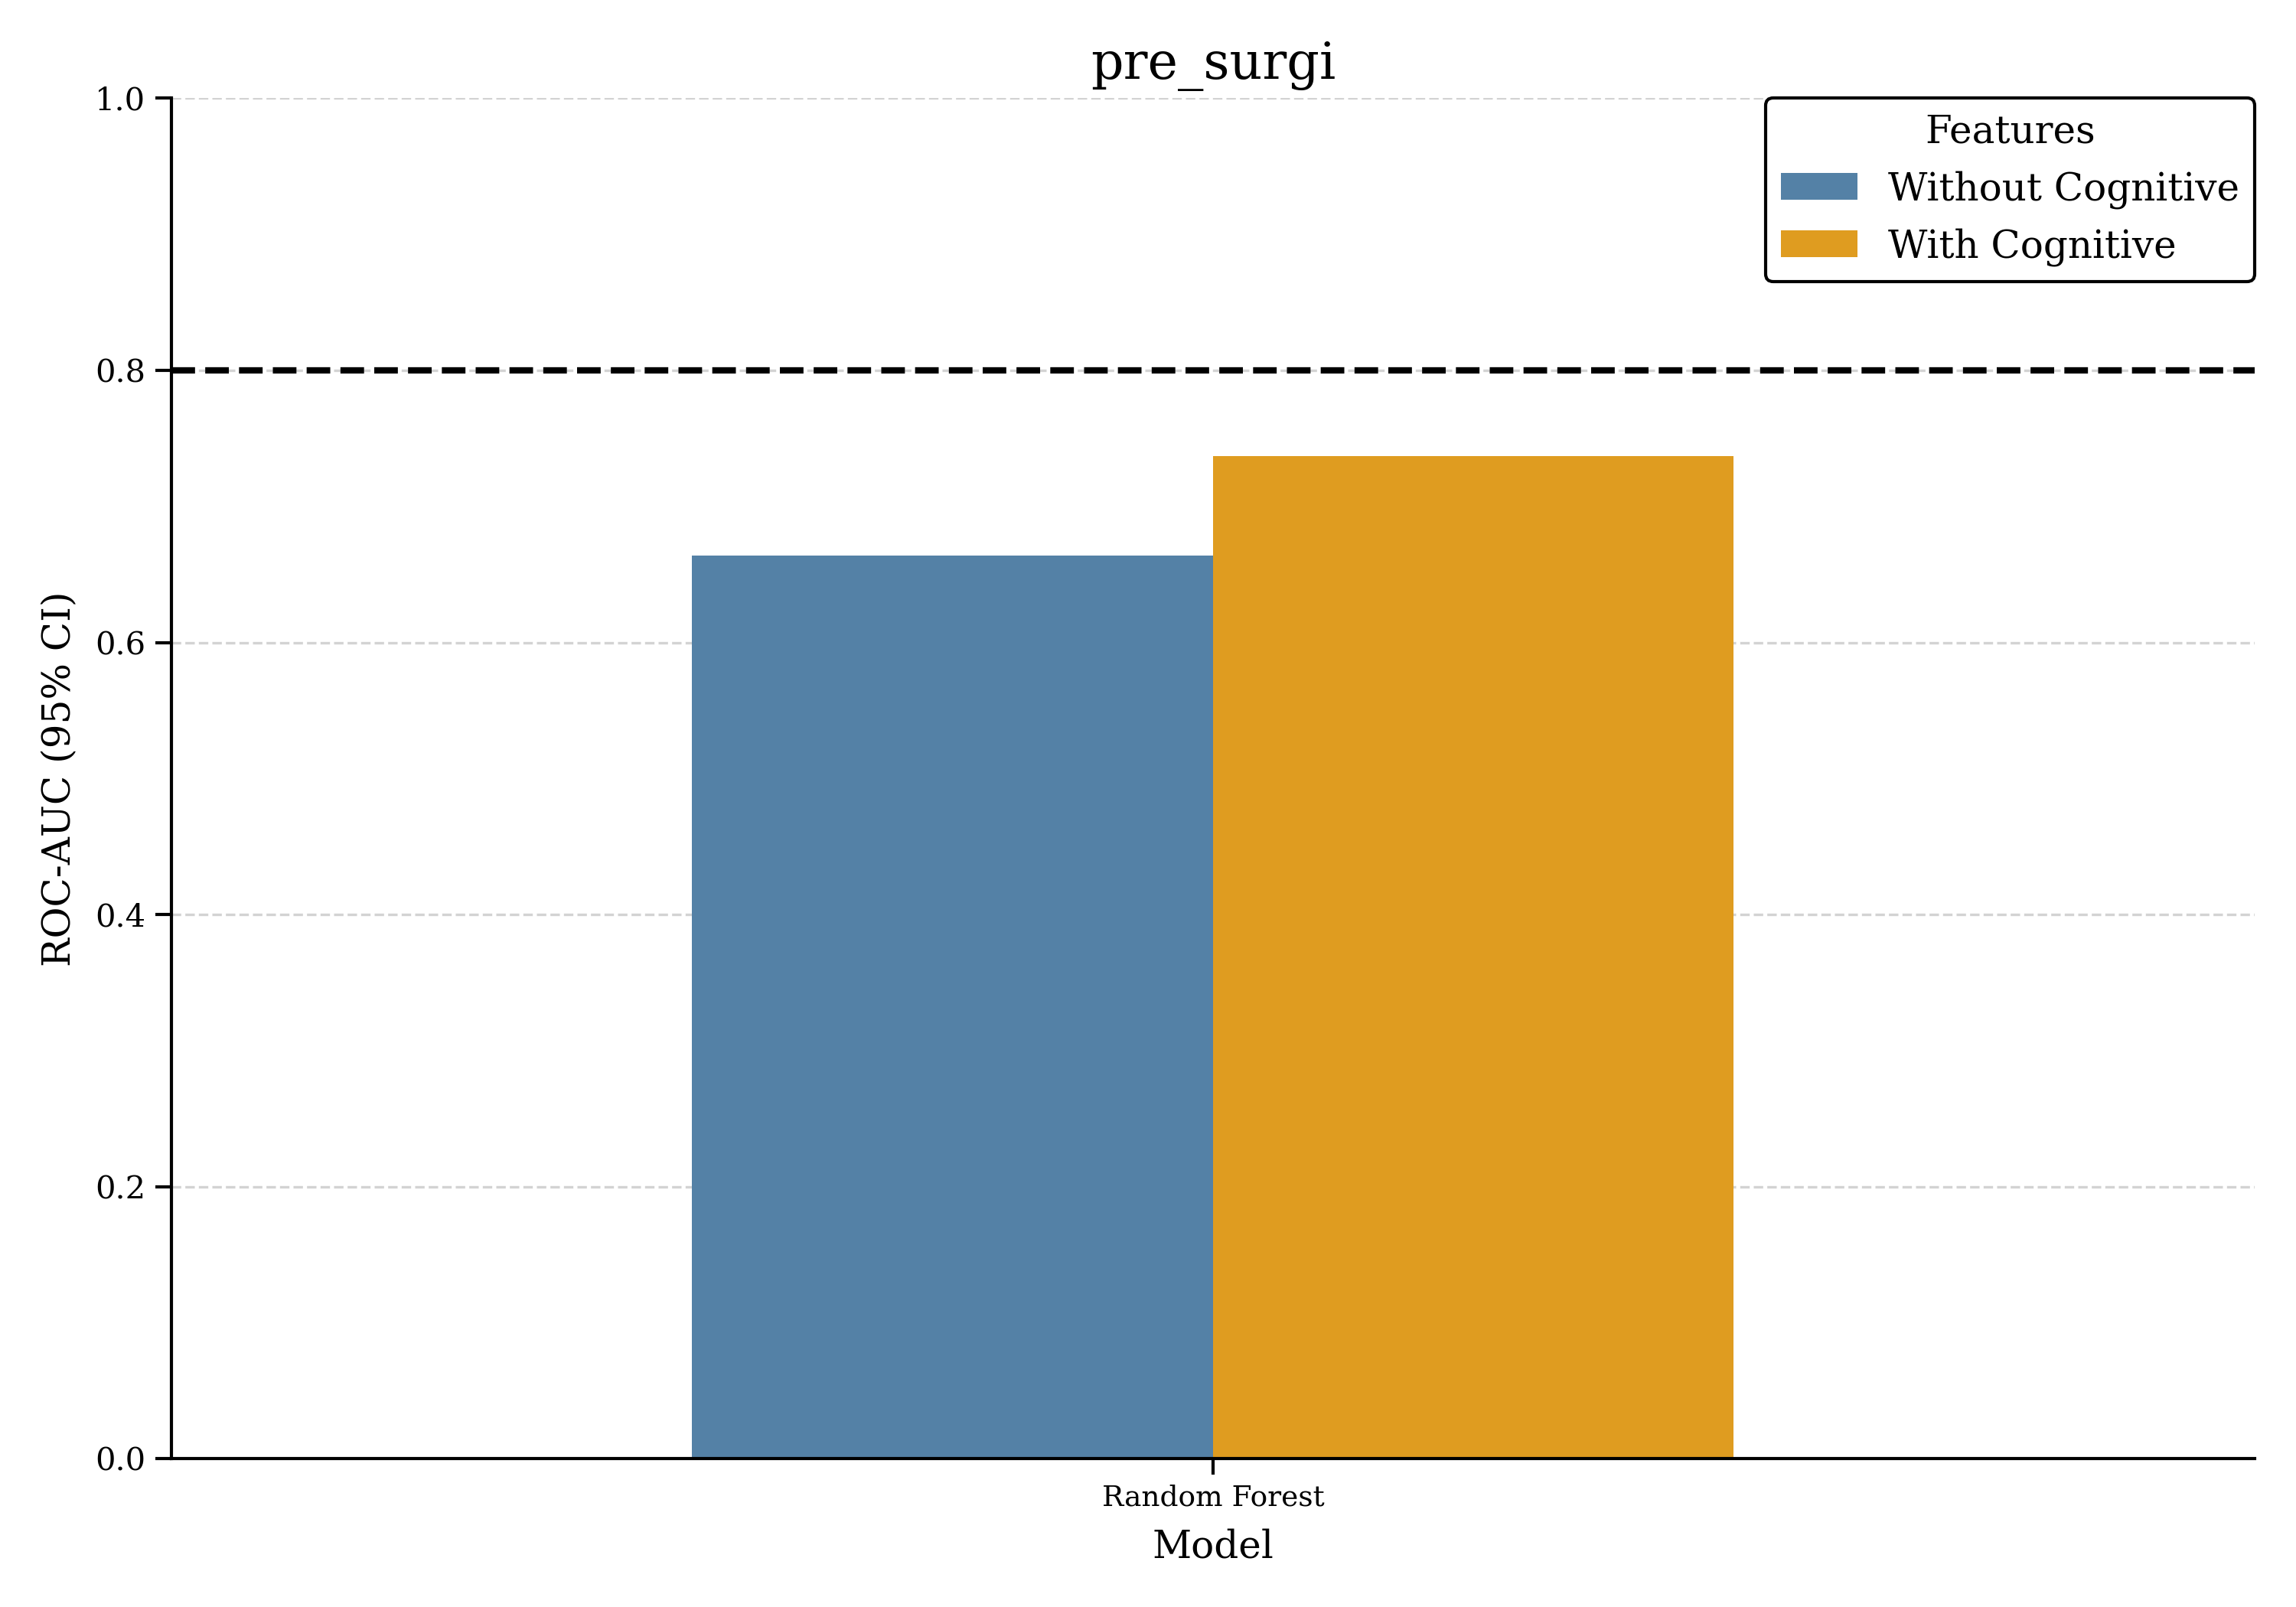 pre_surgi
1.0
0.8
0.6
0.4
0.2
0.0
ROC-AUC (95% CI)
Features
Without Cognitive
With Cognitive
Random Forest
Model